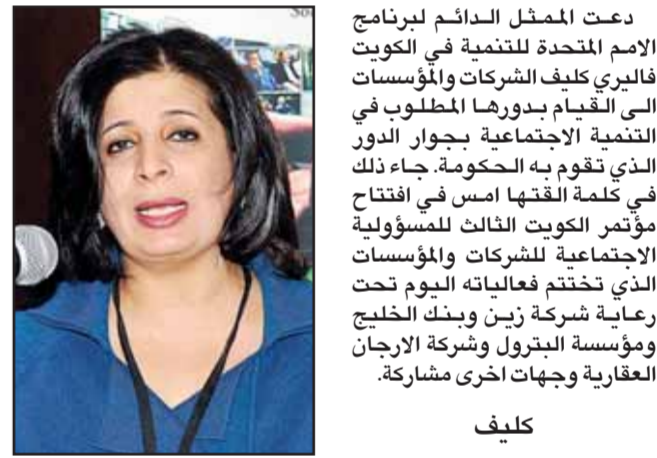 دعت الممثل الدائم لبرنامج
الامم المتحدة للتنمية في الكويت
فاليري كليف الشركات والمؤسسات
الى القيام بدورها المطلوب في
التنمية الاجتماعية بجوار الدور
الذي تقوم به الحكومة. جاء ذلك
في كلمة القتها امس في افتتاح
مؤتمر الكويت الثالث للمسؤولية
الاجتماعية للشركات والمؤسسات
الذي تختتم فعالياته اليوم تحت
رعاية شركة زين وبنك الخليج
ومؤسسة البترول وشركة الارجان
العقارية وجهات اخرى مشاركة.
كليف